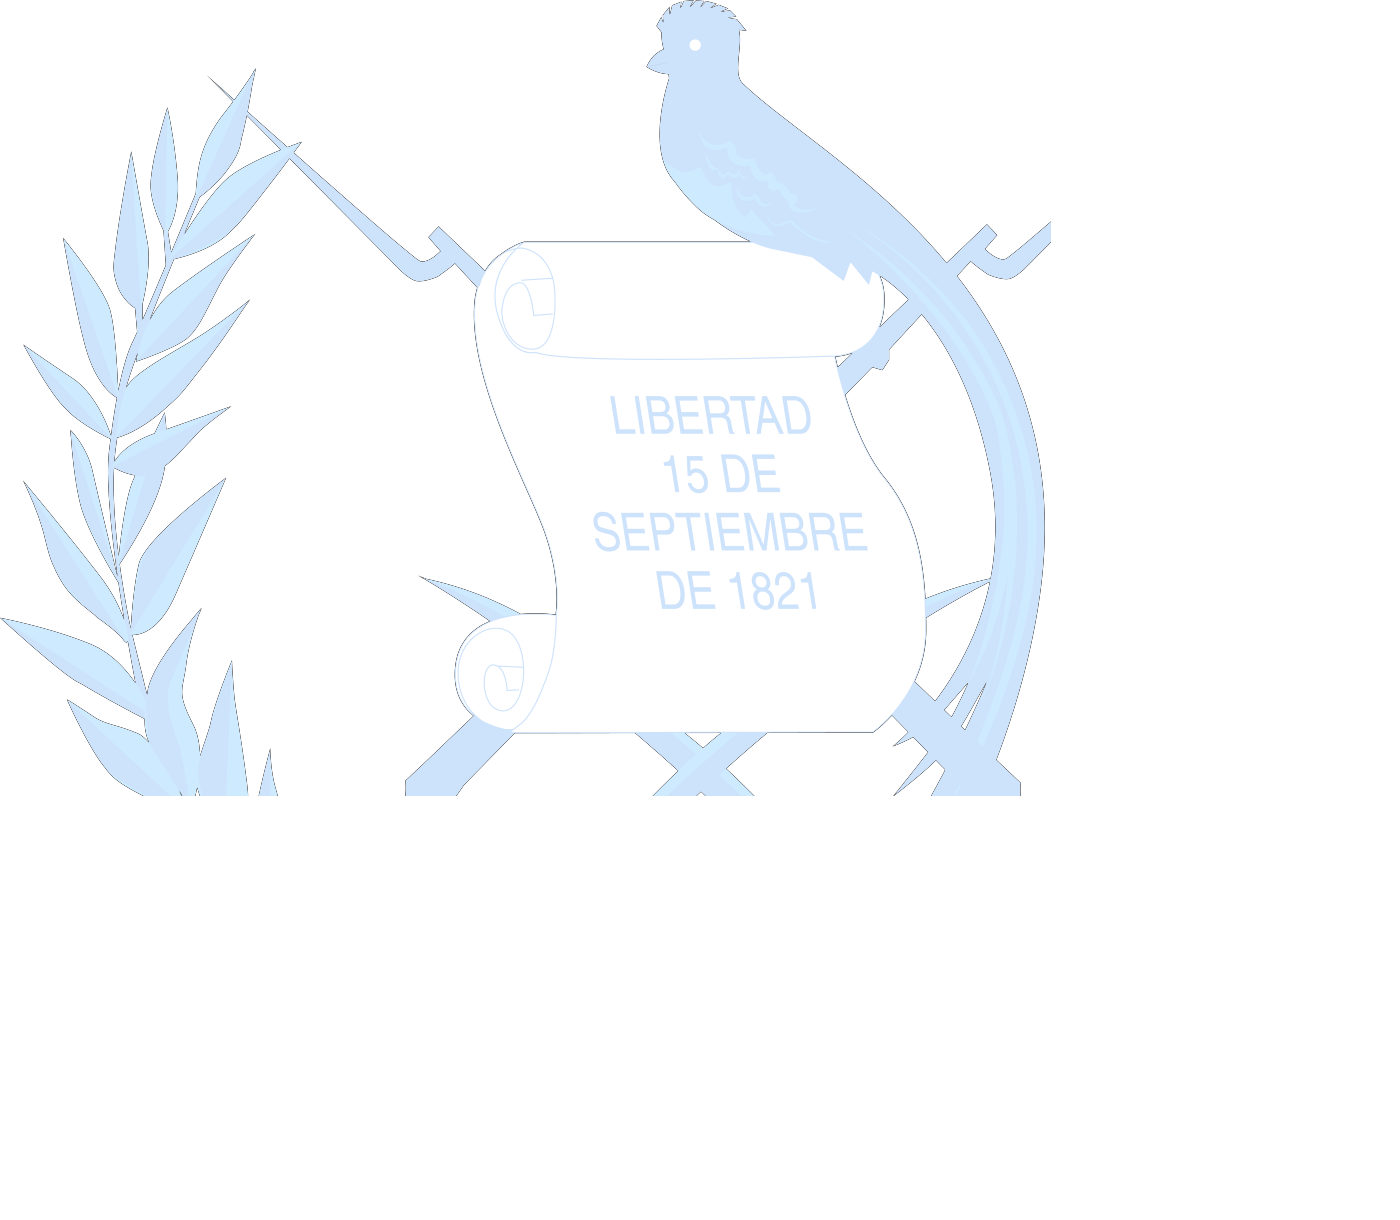 LIBERTAD
15 DE
SEPTIEMBRE
DE 1821